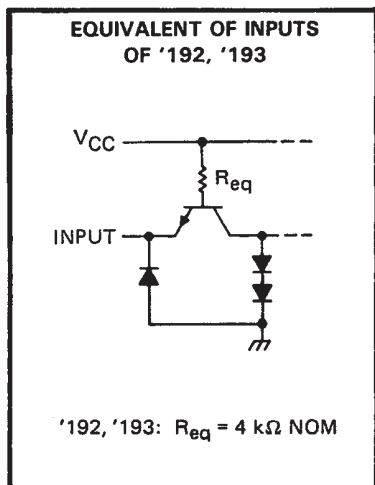 EQUIVALENT OF INPUTS
OF '192, '193
VCC
Req
INPUT
'192, '193: Req = 4 kΩ NOM